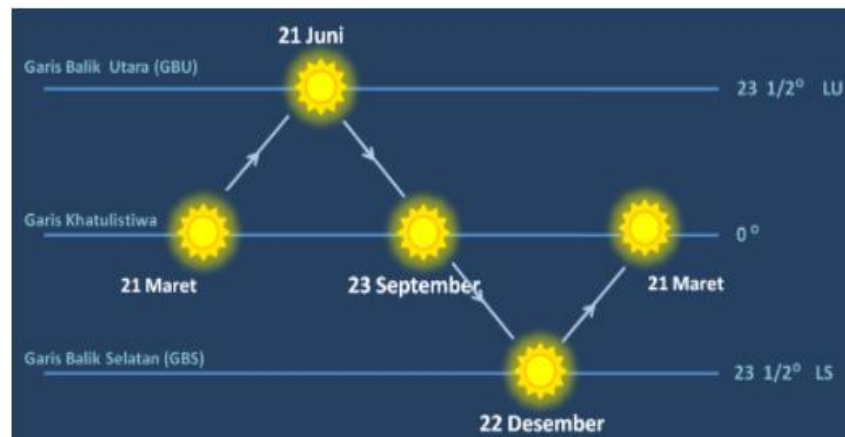 21 Juni
Garis Balik Utara (GBU)
23 1/2° LU
Garis Khatulistiwa
0°
21 Maret
23 September
21 Maret
Garis Balik Selatan (GBS)
23 1/2° LS
22 Desember